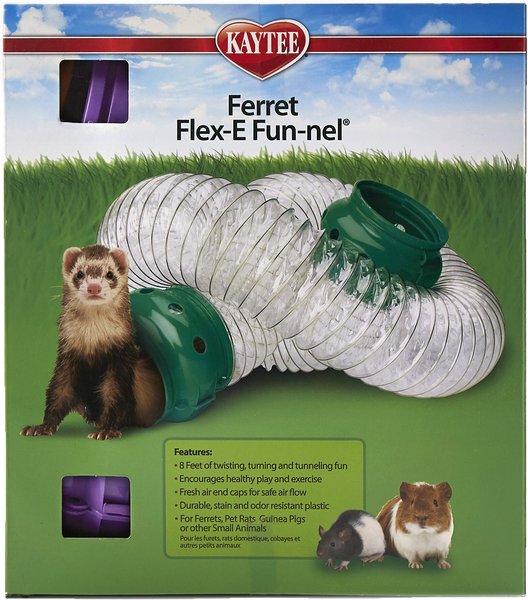 KAYTEE
Ferret
Flex-E Fun-nel®
Features:
• 8 Feet of twisting, turning and tunneling fun
• Encourages healthy play and exercise
• Fresh air end caps for safe air flow
• Durable, stain and odor resistant plastic
• For Ferrets, Pet Rats, Guinea Pigs
or other Small Animals
Pour les furets, rats domestique, cobayes et
autres petits animaux